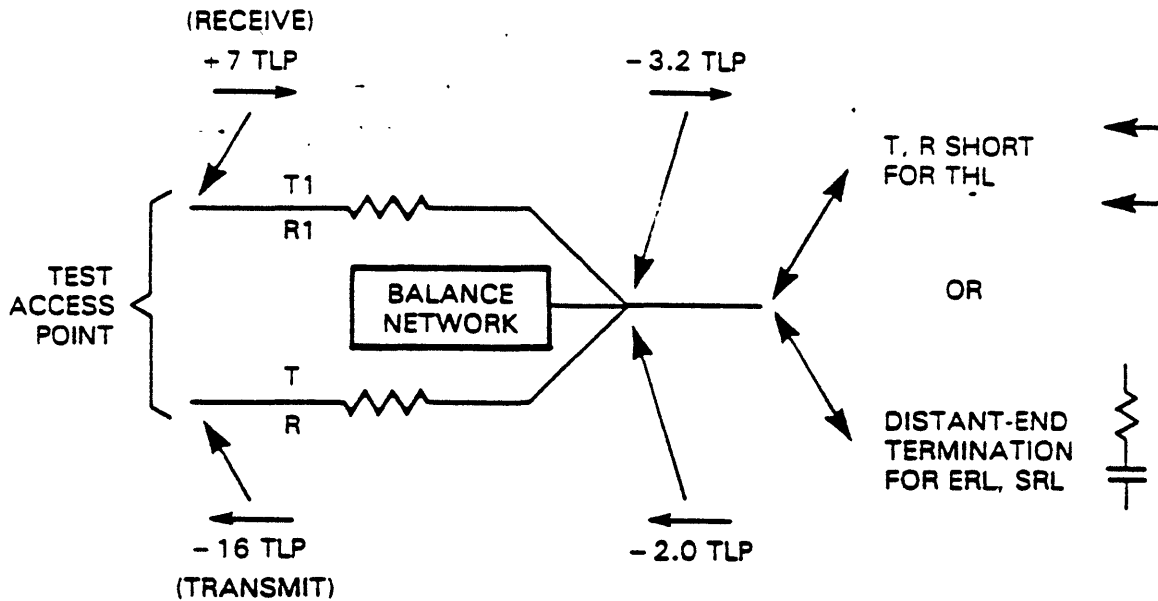 (RECEIVE)
+7 TLP
-3.2 TLP
T, R SHORT
FOR THL
T1
R1
TEST
ACCESS
POINT
BALANCE
NETWORK
OR
T
R
DISTANT-END
TERMINATION
FOR ERL, SRL
-16 TLP
(TRANSMIT)
-2.0 TLP